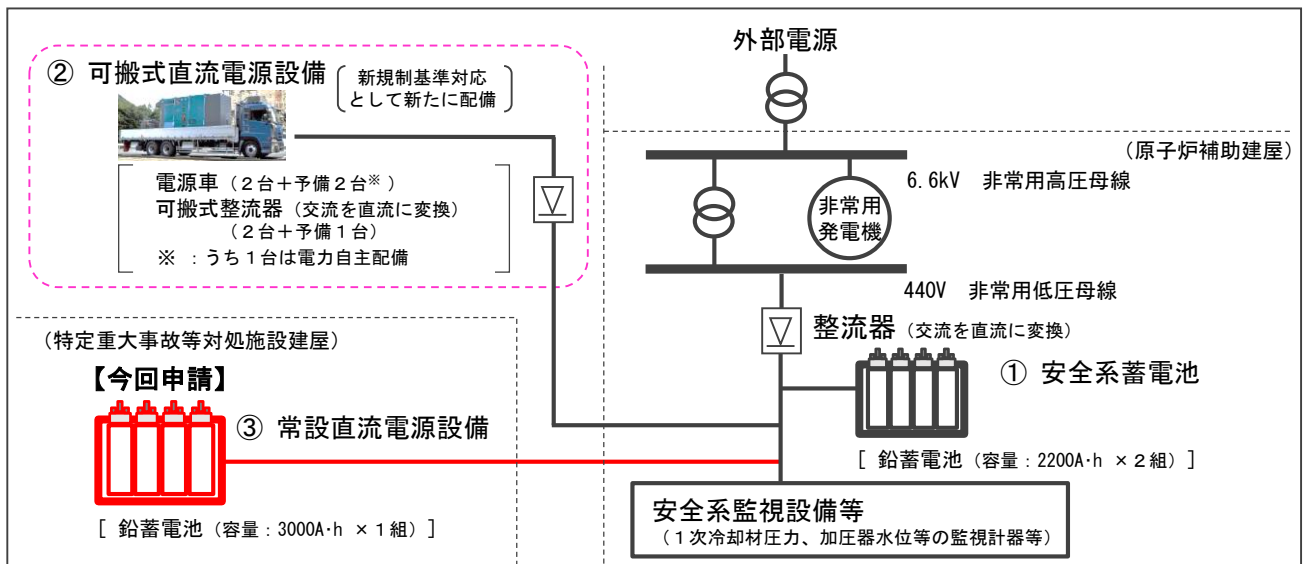 外部電源
② 可搬式直流電源設備
新規制基準対応
として新たに配備
(原子炉補助建屋)
電源車 (2台+予備2台※)
可搬式整流器 (交流を直流に変換)
(2台+予備1台)
※ :うち1台は電力自主配備
6.6kV 非常用高圧母線
非常用
発電機
440V 非常用低圧母線
整流器 (交流を直流に変換)
(特定重大事故等対処施設建屋)
【今回申請】
① 安全系蓄電池
③ 常設直流電源設備
[ 鉛蓄電池 (容量:2200A·h × 2組) ]
[ 鉛蓄電池 (容量:3000A·h × 1組) ]
安全系監視設備等
(1次冷却材圧力、加圧器水位等の監視計器等)